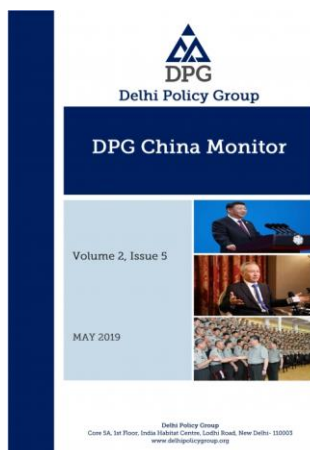 DPG
Delhi Policy Group
DPG China Monitor
Volume 2, Issue 5
MAY 2019
Delhi Policy Group
Core 5A, 1st Floor, India Habitat Centre, Lodhi Road, New Delhi- 110003
www.delhipolicygroup.org